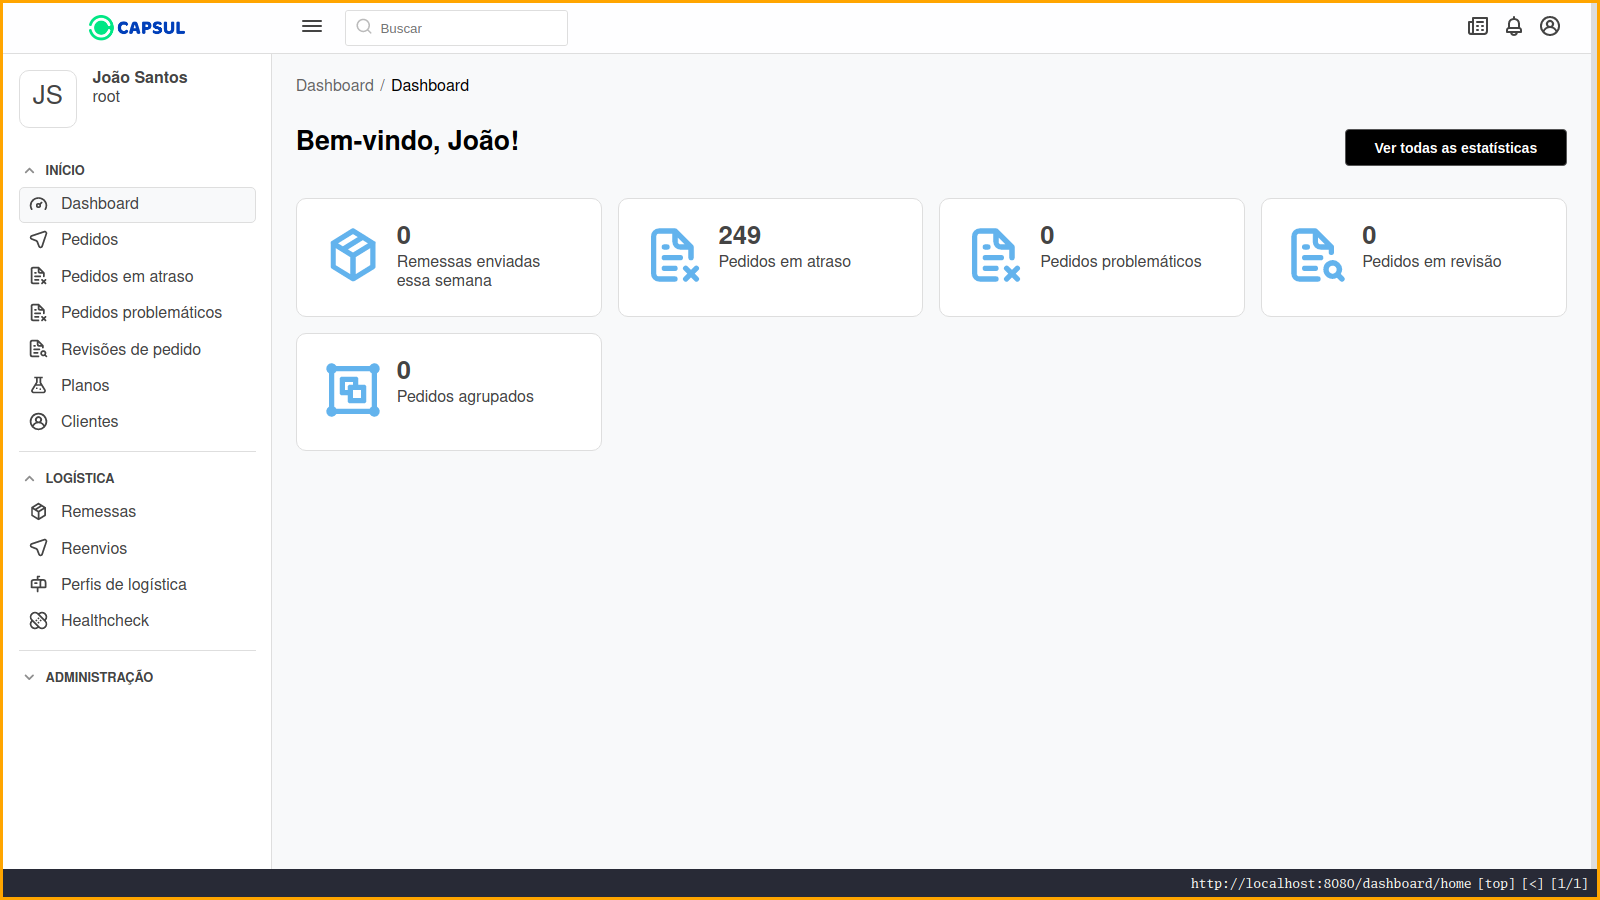 CAPSUL
Buscar
JS
João Santos
root
INÍCIO
Dashboard
Pedidos
Pedidos em atraso
Pedidos problemáticos
Revisões de pedido
Planos
Clientes
LOGÍSTICA
Remessas
Reenvios
Perfis de logística
Healthcheck
ADMINISTRAÇÃO
Dashboard / Dashboard
Bem-vindo, João!
Ver todas as estatísticas
0
Remessas enviadas
essa semana
249
Pedidos em atraso
0
Pedidos problemáticos
0
Pedidos em revisão
0
Pedidos agrupados
http://localhost:8080/dashboard/home [top] [<] [1/1]